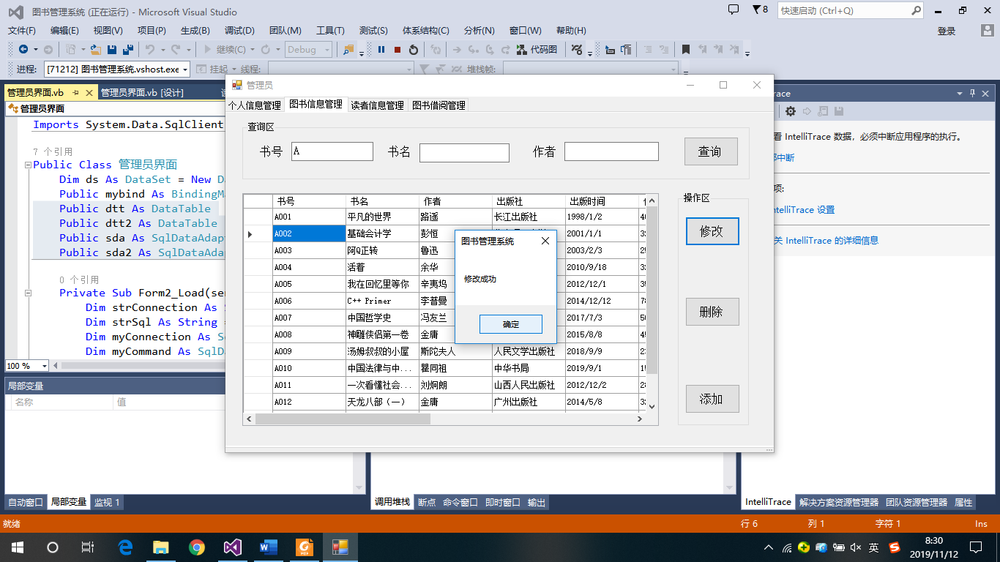 图书管理系统 (正在运行) - Microsoft Visual Studio
8
快速启动 (Ctrl+Q)
文件(F) 编辑(E) 视图(V) 项目(P) 生成(B) 调试(D) 团队(M) 工具(T) 测试(S) 体系结构(C) 分析(N) 窗口(W) 帮助(H)
登录
继续(C) Debug 代码图
进程: [71212] 图书管理系统.vshost.exe 挂起 线程: 堆栈帧:
管理员界面.vb 管理员界面.vb [设计]
管理员界面
Imports System.Data.SqlClient
7 个引用
Public Class 管理员界面
Dim ds As DataSet = New
Public mybind As
Public dtt As DataTable
Public dtt2 As DataTable
Public sda As
Public sda2 As
0 个引用
Private Sub
Dim strConnection As
Dim strSql As String =
Dim myConnection As
Dim myCommand As
100 %
局部变量
名称 值
自动窗口 局部变量 监视 1
管理员
个人信息管理 图书信息管理 读者信息管理 图书借阅管理
查询区
书号 A 书名 作者 查询
书号 书名 作者 出版社 出版时间
A001 平凡的世界 路遥 长江出版社 1998/1/2
A002 基础会计学 彭恒 2001/1/1
A003 阿Q正转 鲁迅 2003/2/3
A004 活着 余华 2010/9/18
A005 我在回忆里等你 辛夷坞 2012/12/1
A006 C++ Primer 李普曼 2014/12/12
A007 中国哲学史 冯友兰 2017/7/3
A008 神雕侠侣第一卷 金庸 2015/8/8
A009 汤姆叔叔的小屋 斯陀夫人 人民文学出版社 2018/9/9
A010 中国法律与中... 瞿同祖 中华书局 2019/9/1
A011 一次看懂社会... 刘炯朗 山西人民出版社 2012/12/2
A012 天龙八部（一） 金庸 广州出版社 2014/5/8
操作区
修改
删除
添加
图书管理系统
修改成功
确定
看 IntelliTrace 数据，必须中断应用程序的执行。
中断
项:
IntelliTrace 设置
关 IntelliTrace 的详细信息
调用堆栈 断点 命令窗口 即时窗口 输出
IntelliTrace 解决方案资源管理器 团队资源管理器 属性
就绪 行 6 列 1 字符 1 Ins
英
8:30
2019/11/12